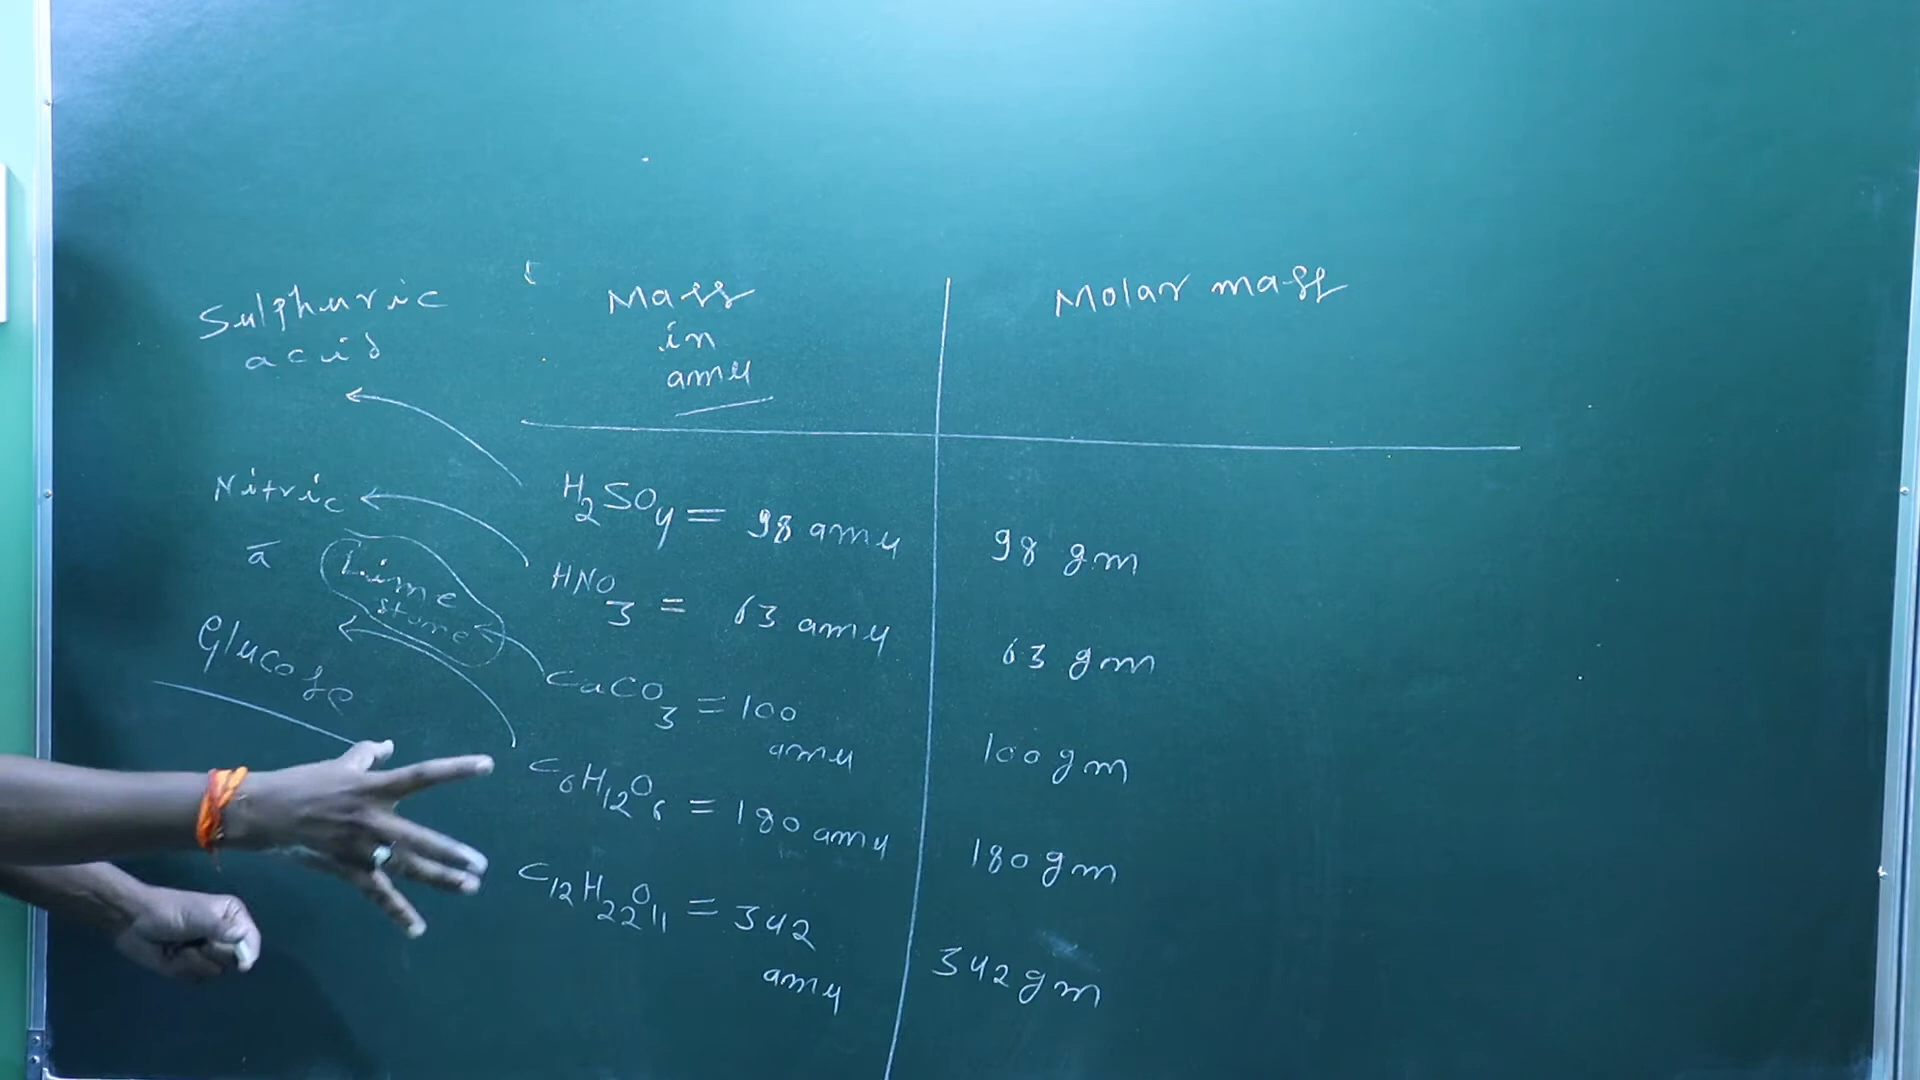 Sulphuric
acid
Mass
in
amu
Molar mass
H2SO4 = 98 amu
98 gm
Nitric
a
HNO3 = 63 amu
63 gm
Lime
stone
CaCO3 = 100
amu
100 gm
Glucose
C6H12O6 = 180 amu
180 gm
C12H22O11 = 342
amu
342 gm